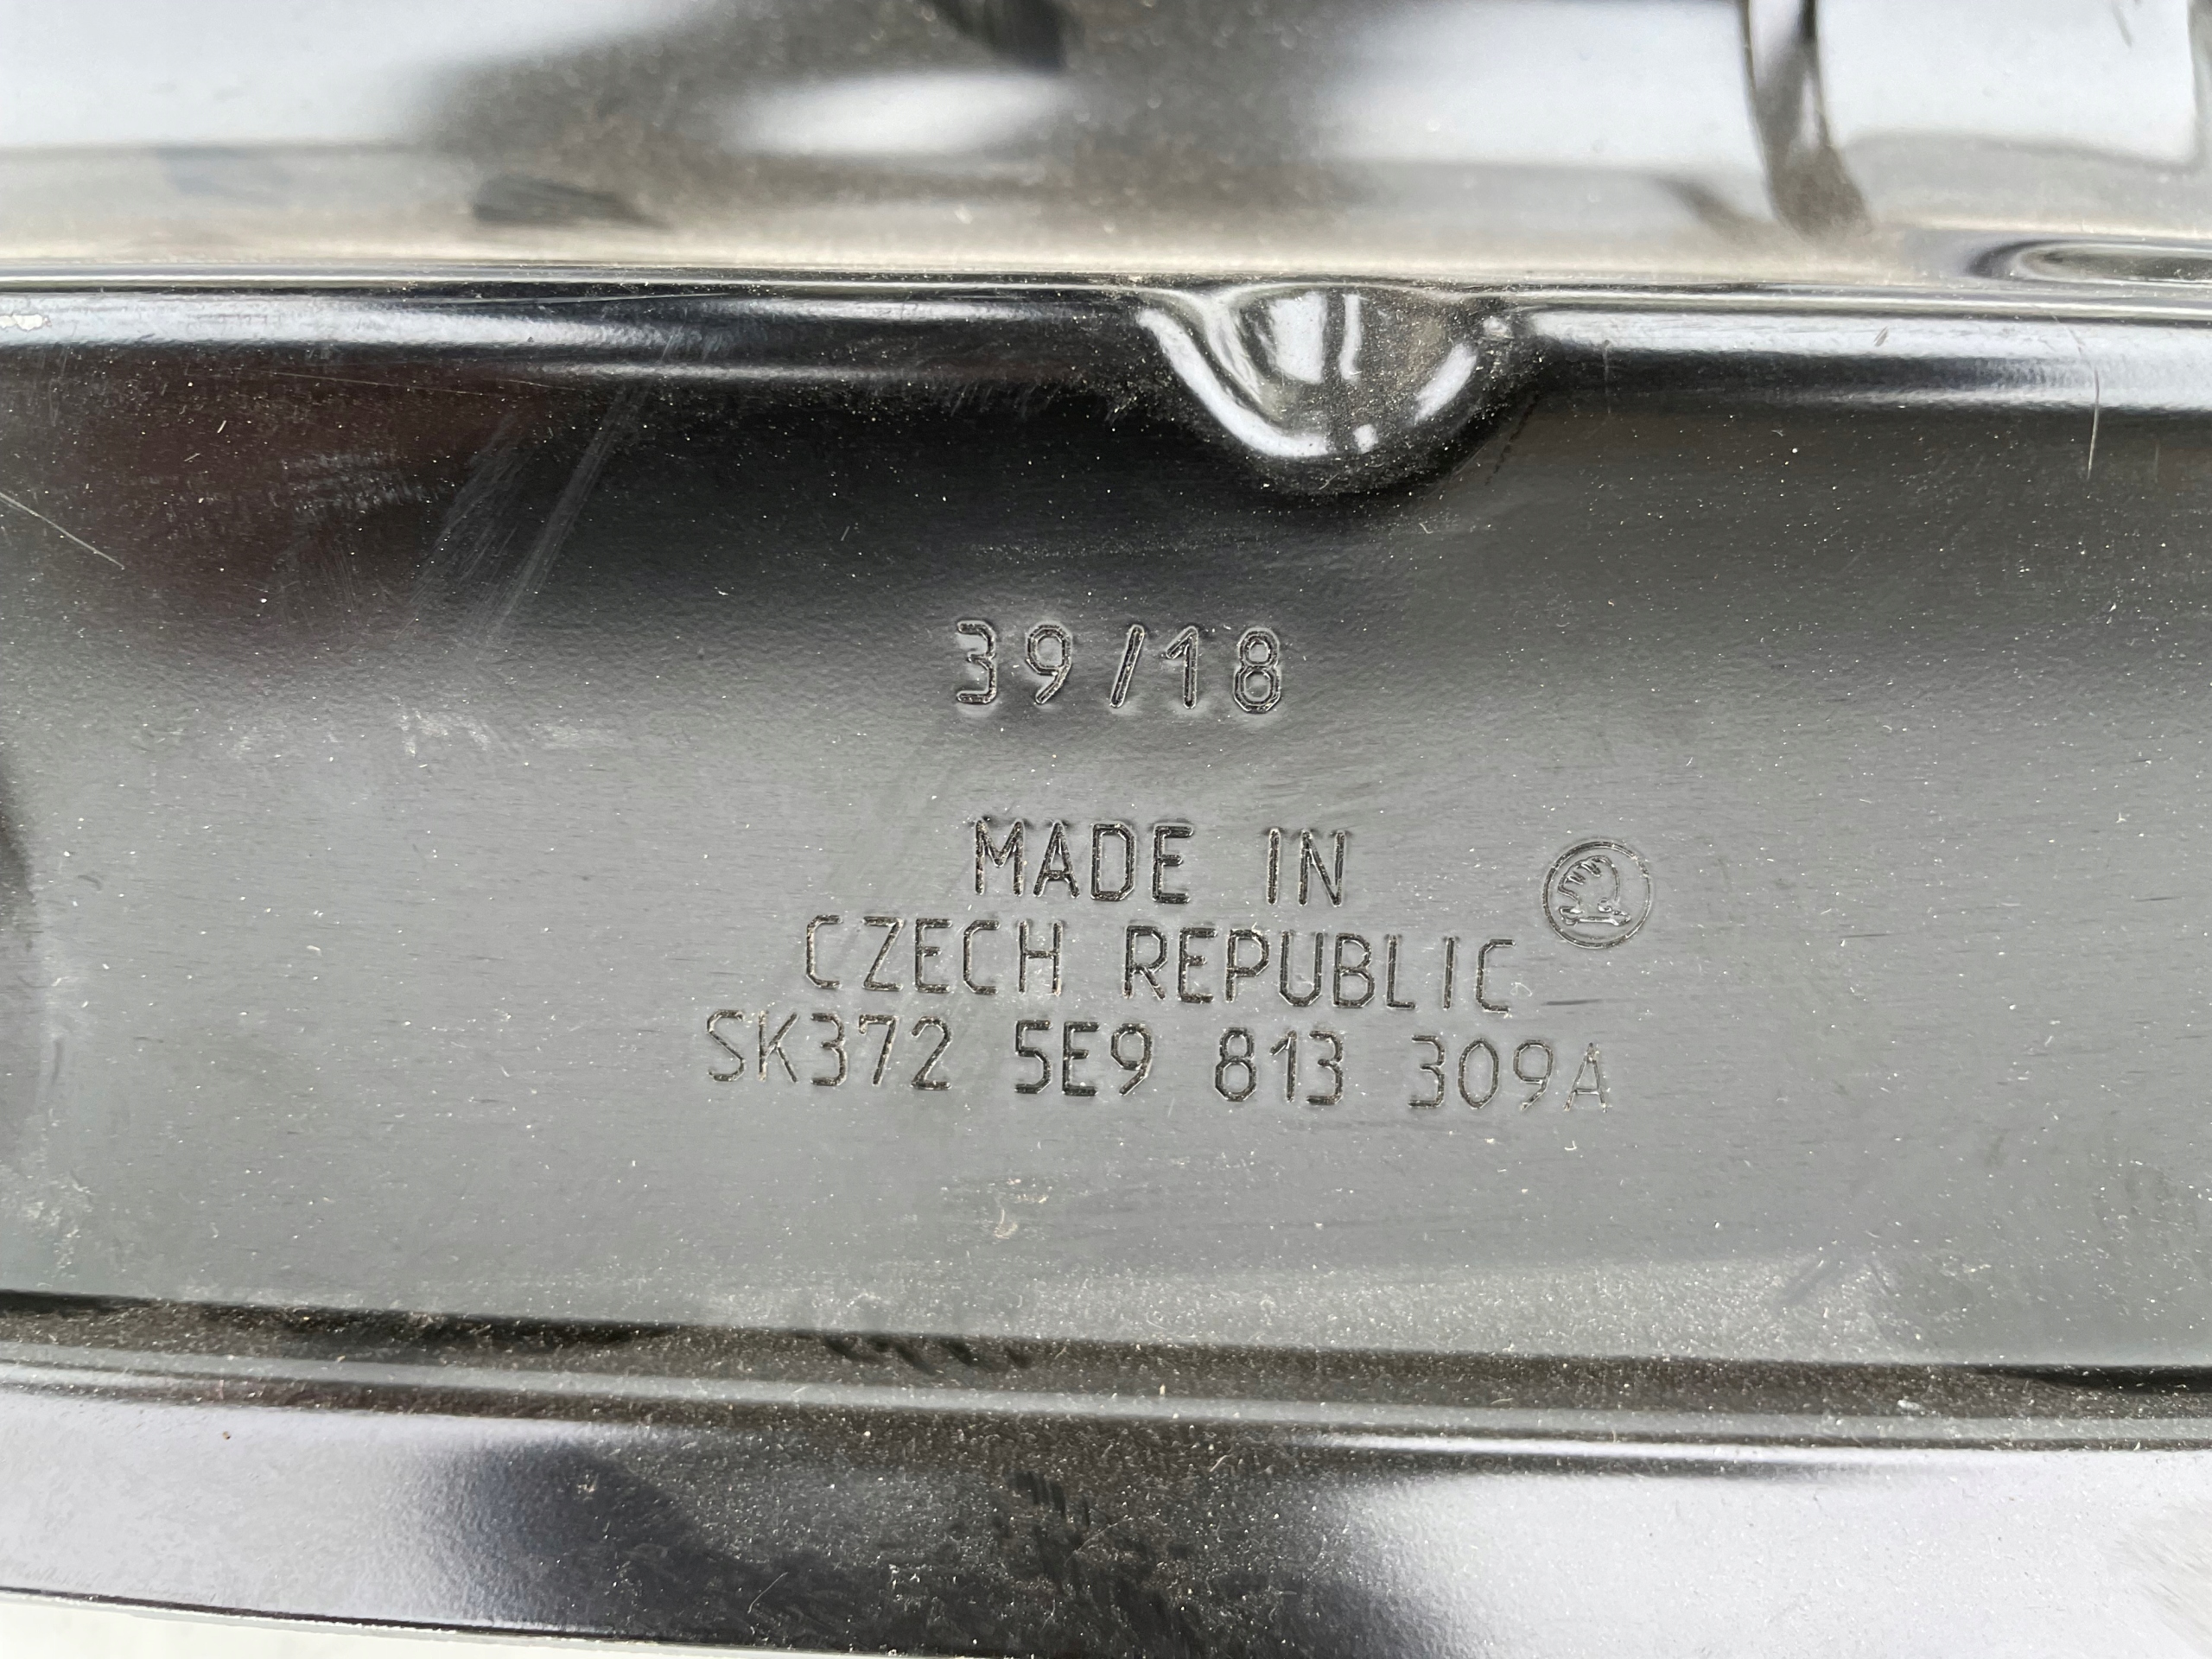 39/18
MADE IN
CZECH REPUBLIC
SK372 5E9 813 309A